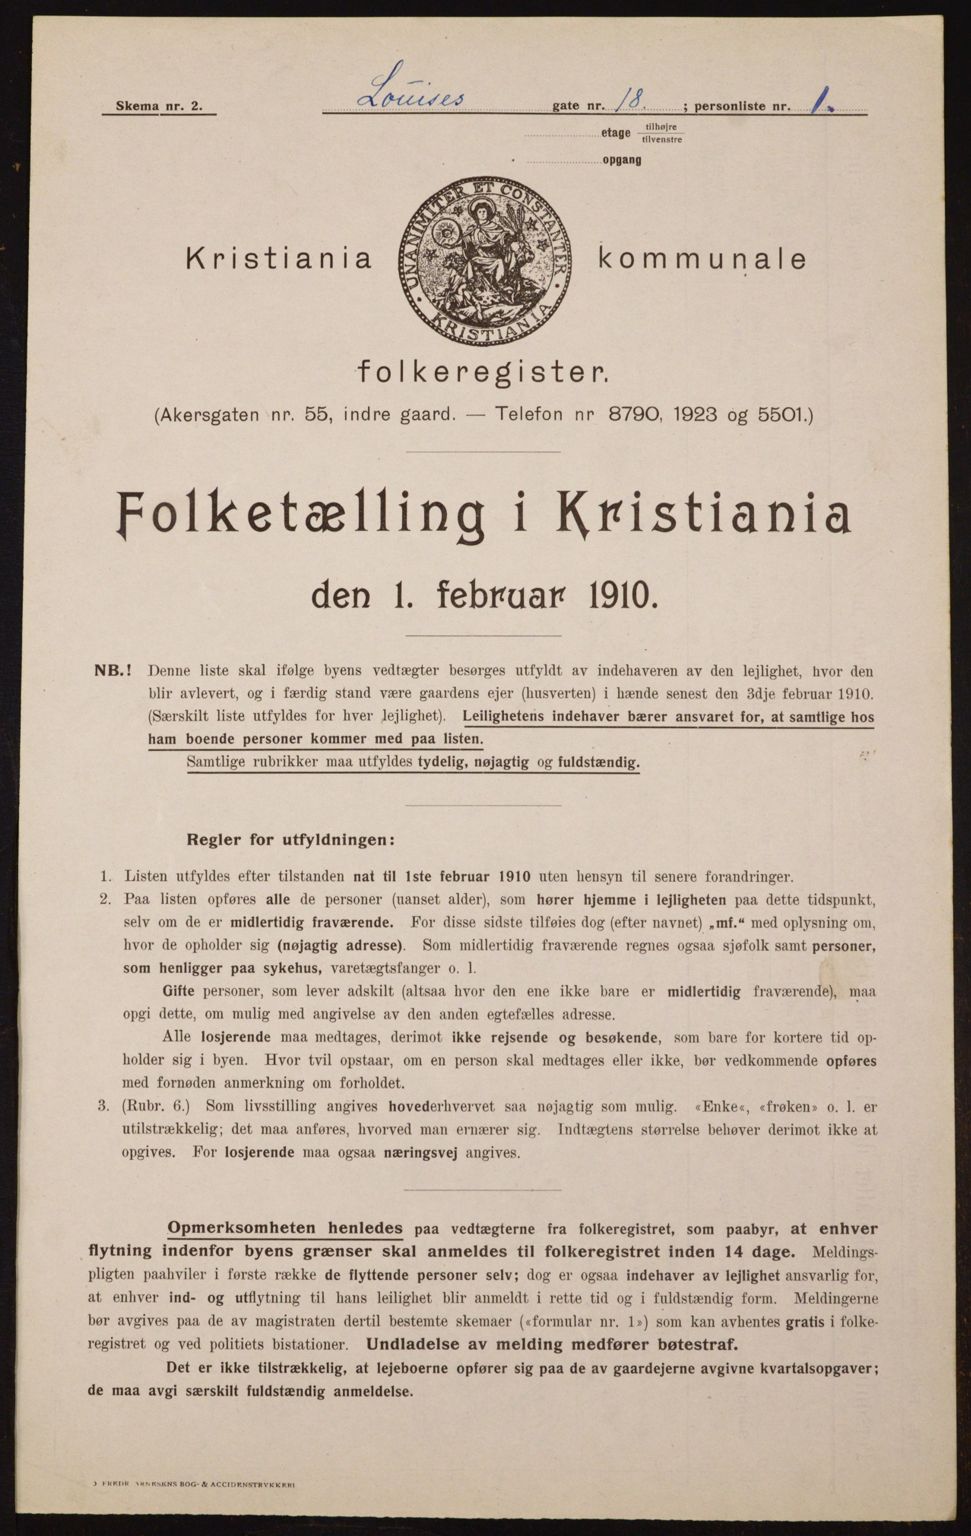 Skema nr. 2.
Louises gate nr. 18. ; personliste nr. 1.
etage tilhøjre
tilvenstre
opgang
UNANIMITER ET CONSTANTER
· KRISTIANIA ·
Kristiania kommunale
folkeregister.
(Akersgaten nr. 55, indre gaard. — Telefon nr 8790, 1923 og 5501.)
Folketælling i Kristiania
den 1. februar 1910.
NB.! Denne liste skal ifølge byens vedtægter besørges utfyldt av indehaveren av den lejlighet, hvor den
blir avlevert, og i færdig stand være gaardens ejer (husverten) i hænde senest den 3dje februar 1910.
(Særskilt liste utfyldes for hver lejlighet). Leilighetens indehaver bærer ansvaret for, at samtlige hos
ham boende personer kommer med paa listen.
Samtlige rubrikker maa utfyldes tydelig, nøjagtig og fuldstændig.
Regler for utfyldningen:
1. Listen utfyldes efter tilstanden nat til 1ste februar 1910 uten hensyn til senere forandringer.
2. Paa listen opføres alle de personer (uanset alder), som hører hjemme i lejligheten paa dette tidspunkt,
selv om de er midlertidig fraværende. For disse sidste tilføies dog (efter navnet) „mf.“ med oplysning om,
hvor de opholder sig (nøjagtig adresse). Som midlertidig fraværende regnes ogsaa sjøfolk samt personer,
som henligger paa sykehus, varetægtsfanger o. l.
Gifte personer, som lever adskilt (altsaa hvor den ene ikke bare er midlertidig fraværende), maa
opgi dette, om mulig med angivelse av den anden egtefælles adresse.
Alle losjerende maa medtages, derimot ikke rejsende og besøkende, som bare for kortere tid op-
holder sig i byen. Hvor tvil opstaar, om en person skal medtages eller ikke, bør vedkommende opføres
med fornøden anmerkning om forholdet.
3. (Rubr. 6.) Som livsstilling angives hovederhvervet saa nøjagtig som mulig. «Enke«, «frøken» o. l. er
utilstrækkelig; det maa anføres, hvorved man ernærer sig. Indtægtens størrelse behøver derimot ikke at
opgives. For losjerende maa ogsaa næringsvej angives.
Opmerksomheten henledes paa vedtægterne fra folkeregistret, som paabyr, at enhver
flytning indenfor byens grænser skal anmeldes til folkeregistret inden 14 dage. Meldings-
pligten paahviler i første række de flyttende personer selv; dog er ogsaa indehaver av lejlighet ansvarlig for,
at enhver ind- og utflytning til hans leilighet blir anmeldt i rette tid og i fuldstændig form. Meldingerne
bør avgives paa de av magistraten dertil bestemte skemaer («formular nr. 1») som kan avhentes gratis i folke-
registret og ved politiets bistationer. Undladelse av melding medfører bøtestraf.
Det er ikke tilstrækkelig, at lejeboerne opfører sig paa de av gaardejerne avgivne kvartalsopgaver;
de maa avgi særskilt fuldstændig anmeldelse.
BOG- & ACCIDENSTRYKKERI